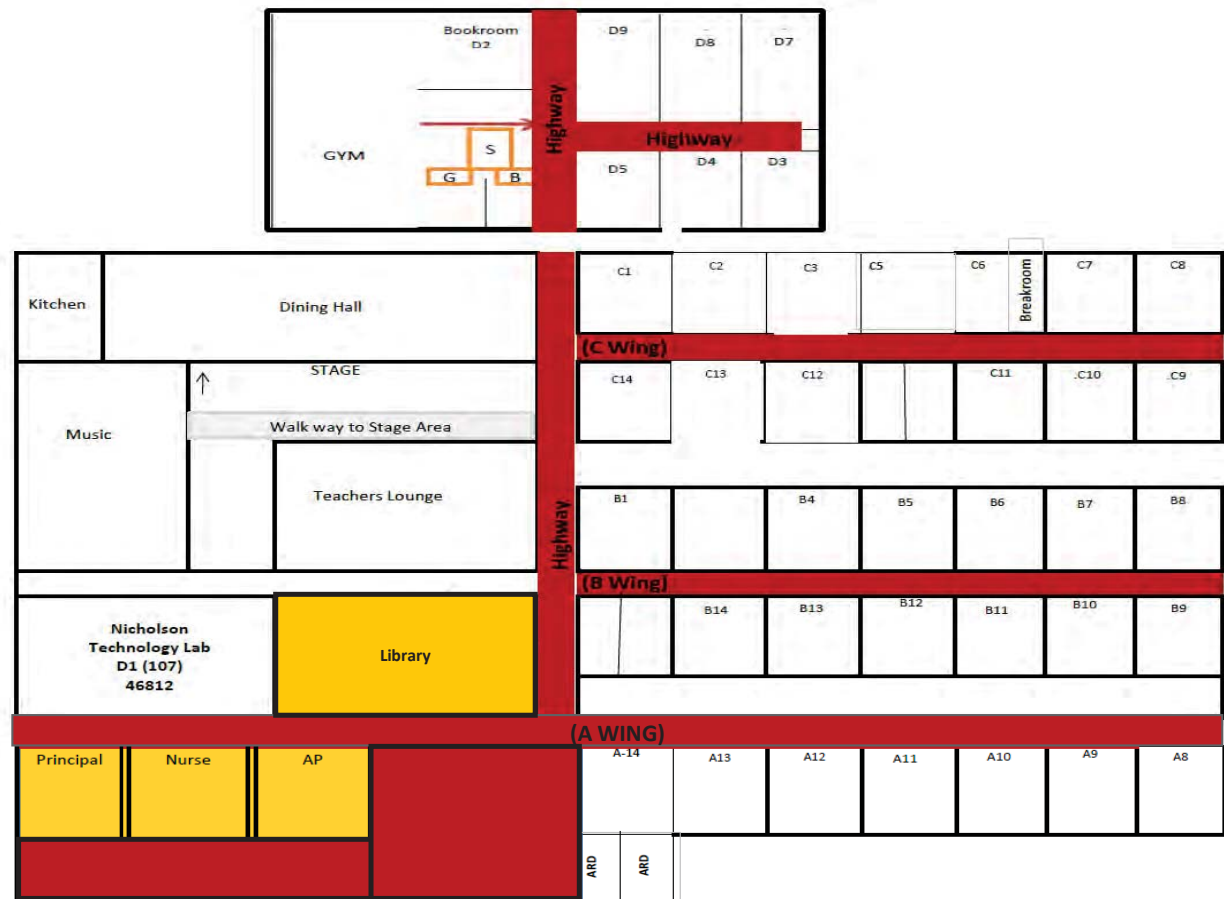 Bookroom
D2
D9
D8
D7
Highway
Highway
GYM
S
G
B
D5
D4
D3
Kitchen
Dining Hall
C1
C2
C3
C5
C6
Breakroom
C7
C8
(C Wing)
STAGE
C14
C13
C12
C11
.C10
.C9
Music
Walk way to Stage Area
Teachers Lounge
Highway
B1
B4
B5
B6
B7
B8
(B Wing)
Nicholson
Technology Lab
D1 (107)
46812
Library
B14
B13
B12
B11
B10
B9
(A WING)
Principal
Nurse
AP
A-14
A13
A12
A11
A10
A9
A8
ARD
ARD